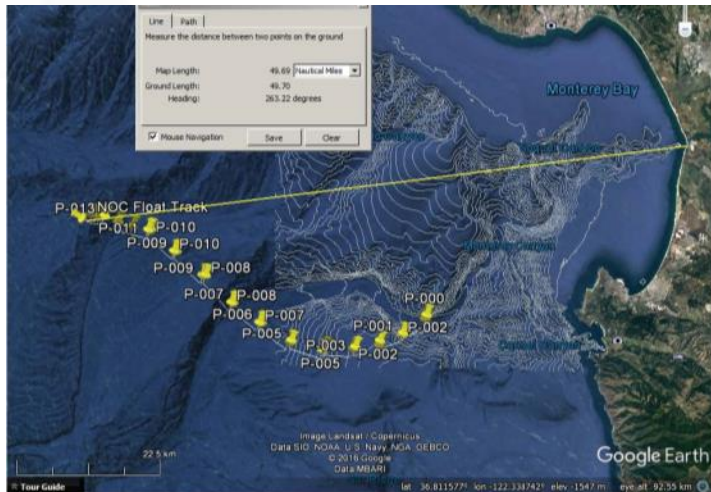 Line Path
Measure the distance between two points on the ground
Map Length: 49.69 Nautical Miles
Ground Length: 49.70
Heading: 263.22 degrees
Mouse Navigation Save Clear
Monterey Bay
Monterey Canyon
P-013 NOC Float Track
P-011 P-010
P-009 P-010
P-009 P-008
P-007 P-008
P-006 P-007
P-005
P-000
P-001 P-002
P-003 P-002
P-005
Image Landsat / Copernicus
Data SIO, NOAA, U.S. Navy, NGA, GEBCO
© 2016 Google
Data MBARI
22.5 km
Google Earth
Tour Guide
lat 36.811577° lon -122.338742° elev -1547 m eye alt 92.55 km